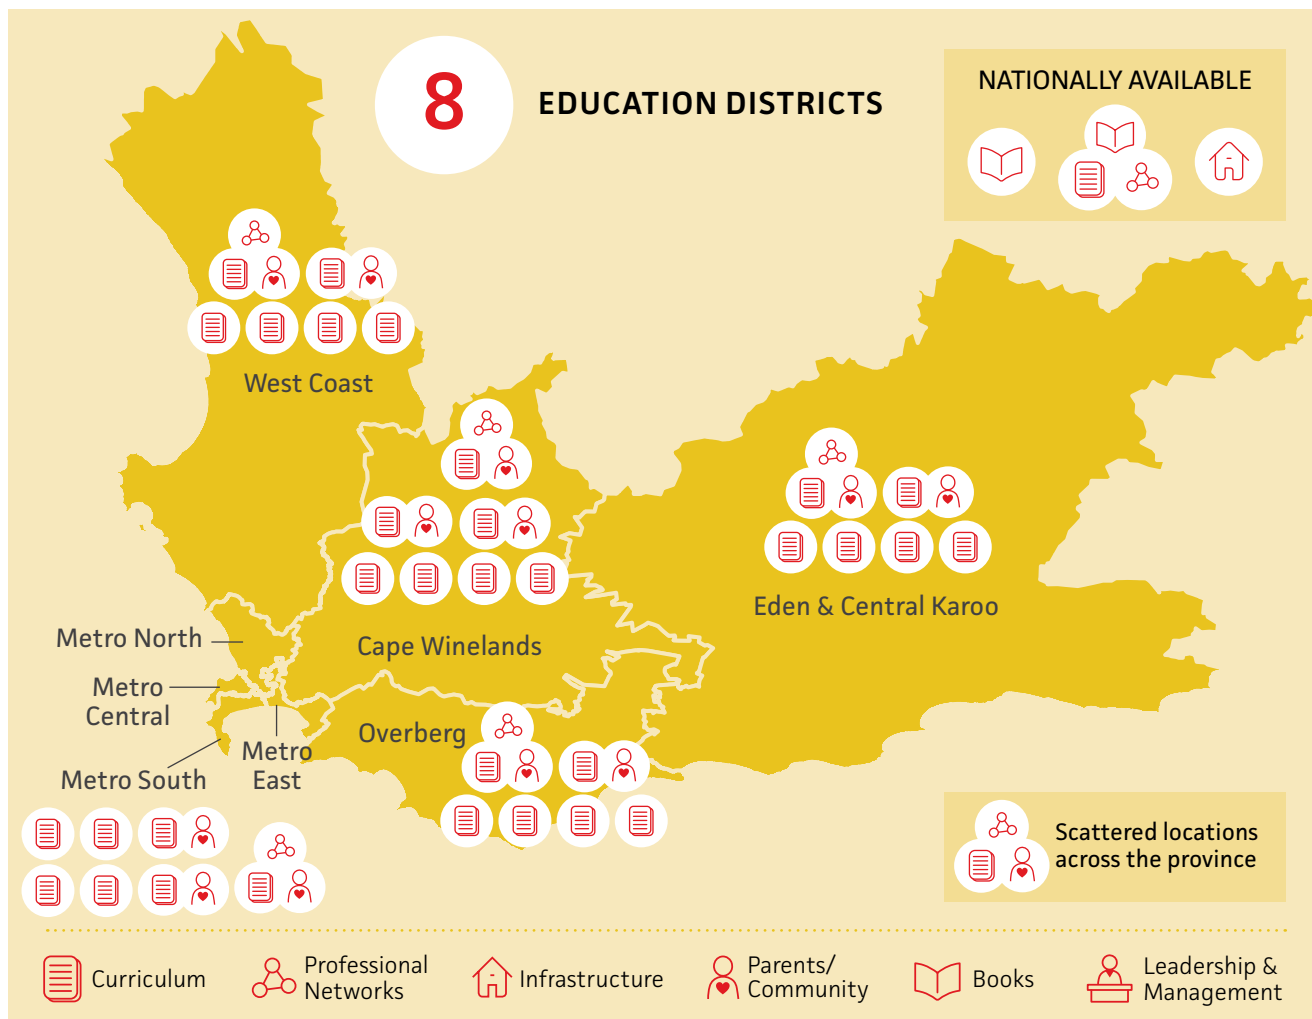 8
EDUCATION DISTRICTS
NATIONALLY AVAILABLE
West Coast
Eden & Central Karoo
Cape Winelands
Metro North
Metro
Central
Overberg
Metro
East
Metro South
Scattered locations
across the province
Curriculum
Professional
Networks
Infrastructure
Parents/
Community
Books
Leadership &
Management